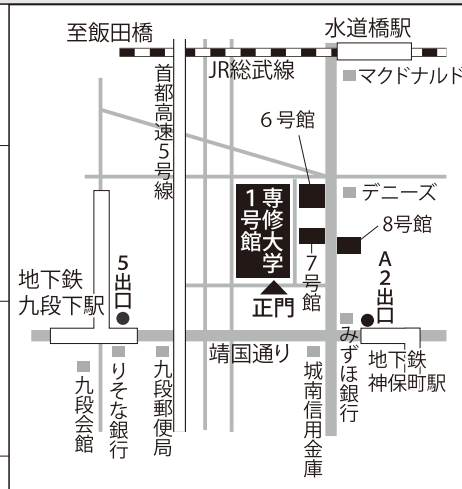 至飯田橋
水道橋駅
JR総武線
マクドナルド
首都高速5号線
6号館
デニーズ
専修大学
1号館
8号館
7号館
正門
A2出口
5出口
地下鉄
九段下駅
靖国通り
みずほ銀行
地下鉄
神保町駅
九段会館
りそな銀行
九段郵便局
城南信用金庫